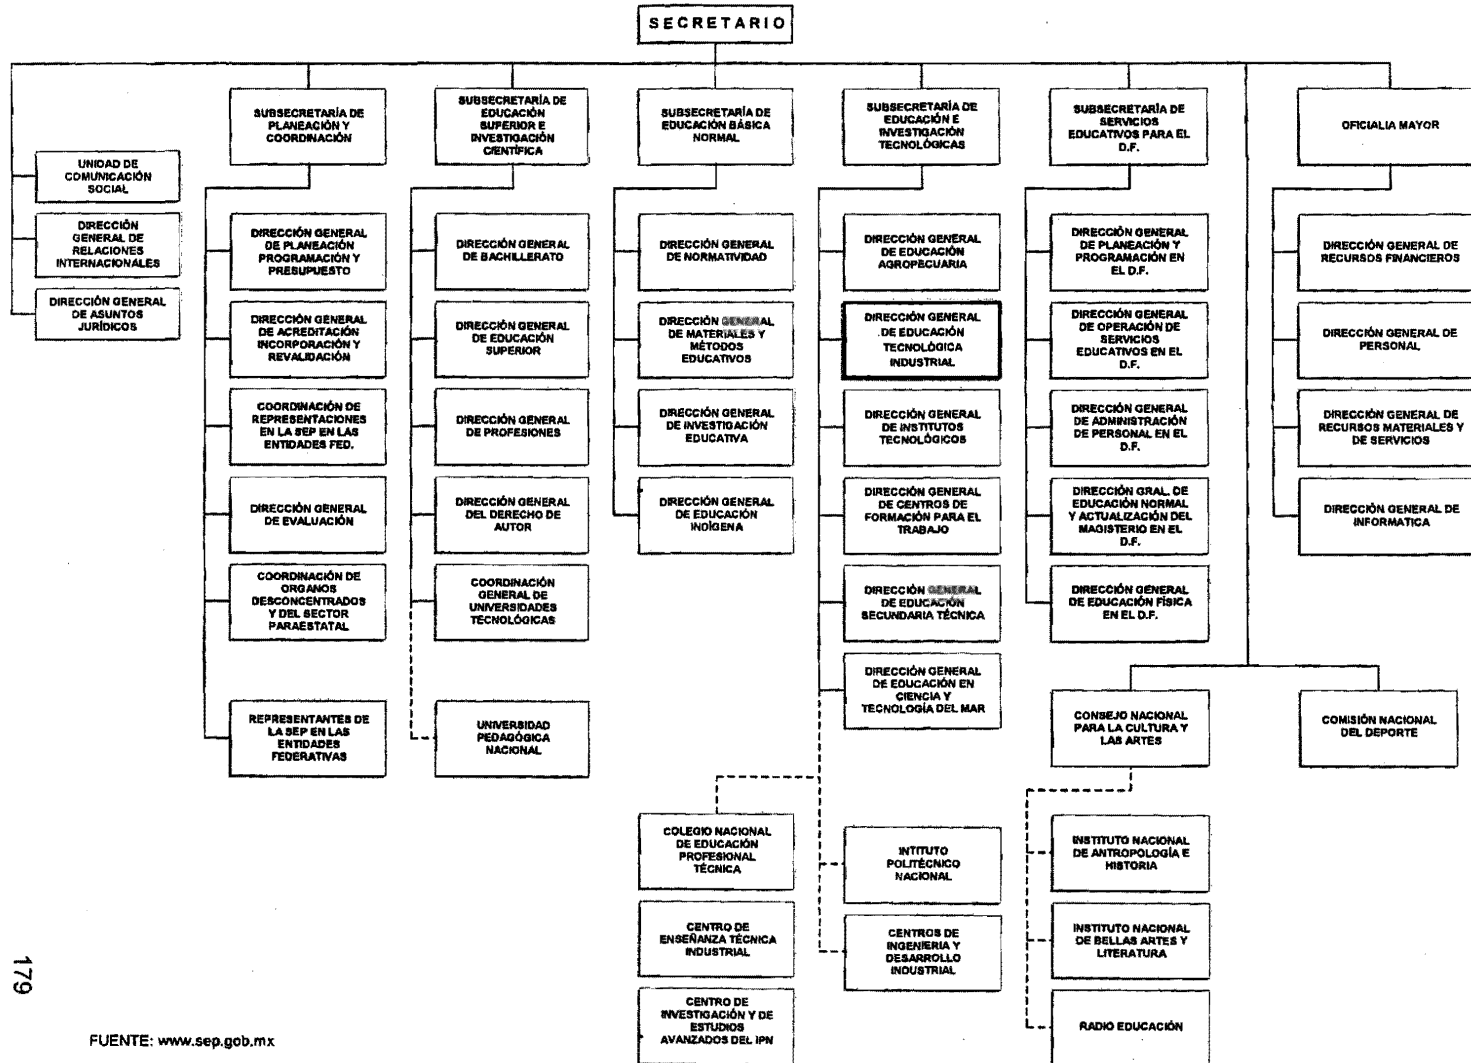 SECRETARIO
UNIDAD DE
COMUNICACIÓN
SOCIAL
DIRECCIÓN
GENERAL DE
RELACIONES
INTERNACIONALES
DIRECCIÓN GENERAL
DE ASUNTOS
JURÍDICOS
SUBSECRETARÍA DE
PLANEACIÓN Y
COORDINACIÓN
DIRECCIÓN GENERAL
DE PLANEACIÓN
PROGRAMACIÓN Y
PRESUPUESTO
DIRECCIÓN GENERAL
DE ACREDITACIÓN
INCORPORACIÓN Y
REVALIDACIÓN
COORDINACIÓN DE
REPRESENTACIONES
EN LA SEP EN LAS
ENTIDADES FED.
DIRECCIÓN GENERAL
DE EVALUACIÓN
COORDINACIÓN DE
ORGANOS
DESCONCENTRADOS
Y DEL SECTOR
PARAESTATAL
REPRESENTANTES DE
LA SEP EN LAS
ENTIDADES
FEDERATIVAS
SUBSECRETARÍA DE
EDUCACIÓN
SUPERIOR E
INVESTIGACIÓN
CIENTÍFICA
DIRECCIÓN GENERAL
DE BACHILLERATO
DIRECCIÓN GENERAL
DE EDUCACIÓN
SUPERIOR
DIRECCIÓN GENERAL
DE PROFESIONES
DIRECCIÓN GENERAL
DEL DERECHO DE
AUTOR
COORDINACIÓN
GENERAL DE
UNIVERSIDADES
TECNOLÓGICAS
UNIVERSIDAD
PEDAGÓGICA
NACIONAL
SUBSECRETARÍA DE
EDUCACIÓN BÁSICA
NORMAL
DIRECCIÓN GENERAL
DE NORMATIVIDAD
DIRECCIÓN GENERAL
DE MATERIALES Y
MÉTODOS
EDUCATIVOS
DIRECCIÓN GENERAL
DE INVESTIGACIÓN
EDUCATIVA
DIRECCIÓN GENERAL
DE EDUCACIÓN
INDÍGENA
SUBSECRETARÍA DE
EDUCACIÓN E
INVESTIGACIÓN
TECNOLÓGICAS
DIRECCIÓN GENERAL
DE EDUCACIÓN
AGROPECUARIA
DIRECCIÓN GENERAL
DE EDUCACIÓN
TECNOLÓGICA
INDUSTRIAL
DIRECCIÓN GENERAL
DE INSTITUTOS
TECNOLÓGICOS
DIRECCIÓN GENERAL
DE CENTROS DE
FORMACIÓN PARA EL
TRABAJO
DIRECCIÓN GENERAL
DE EDUCACIÓN
SECUNDARIA TÉCNICA
DIRECCIÓN GENERAL
DE EDUCACIÓN EN
CIENCIA Y
TECNOLOGÍA DEL MAR
COLEGIO NACIONAL
DE EDUCACIÓN
PROFESIONAL
TÉCNICA
CENTRO DE
ENSEÑANZA TÉCNICA
INDUSTRIAL
CENTRO DE
INVESTIGACIÓN Y DE
ESTUDIOS
AVANZADOS DEL IPN
INTITUTO
POLITÉCNICO
NACIONAL
CENTROS DE
INGENIERIA Y
DESARROLLO
INDUSTRIAL
SUBSECRETARÍA DE
SERVICIOS
EDUCATIVOS PARA EL
D.F.
DIRECCIÓN GENERAL
DE PLANEACIÓN Y
PROGRAMACIÓN EN
EL D.F.
DIRECCIÓN GENERAL
DE OPERACIÓN DE
SERVICIOS
EDUCATIVOS EN EL
D.F.
DIRECCIÓN GENERAL
DE ADMINISTRACIÓN
DE PERSONAL EN EL
D.F.
DIRECCIÓN GRAL. DE
EDUCACIÓN NORMAL
Y ACTUALIZACIÓN DEL
MAGISTERIO EN EL
D.F.
DIRECCIÓN GENERAL
DE EDUCACIÓN FÍSICA
EN EL D.F.
CONSEJO NACIONAL
PARA LA CULTURA Y
LAS ARTES
INSTITUTO NACIONAL
DE ANTROPOLOGÍA E
HISTORIA
INSTITUTO NACIONAL
DE BELLAS ARTES Y
LITERATURA
RADIO EDUCACIÓN
OFICIALIA MAYOR
DIRECCIÓN GENERAL DE
RECURSOS FINANCIEROS
DIRECCIÓN GENERAL DE
PERSONAL
DIRECCIÓN GENERAL DE
RECURSOS MATERIALES Y
DE SERVICIOS
DIRECCIÓN GENERAL DE
INFORMATICA
COMISIÓN NACIONAL
DEL DEPORTE
179
FUENTE: www.sep.gob.mx